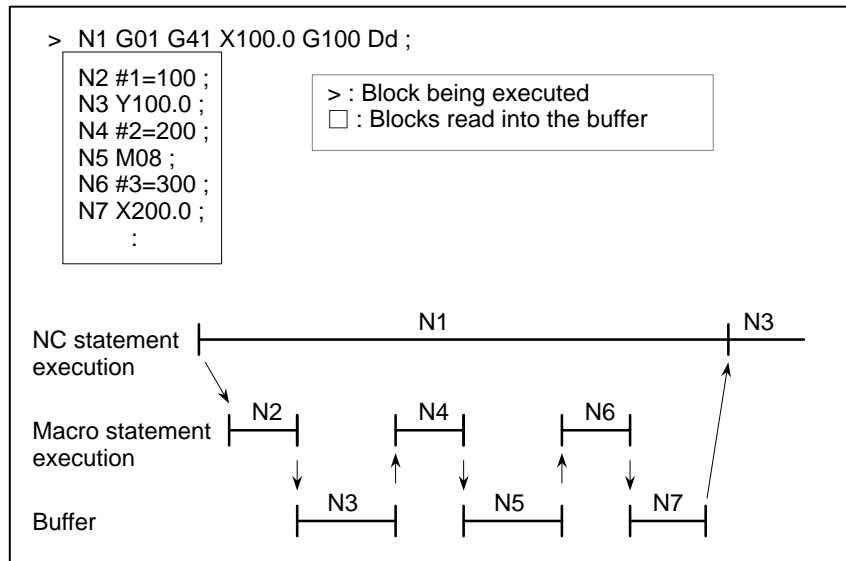 > N1 G01 G41 X100.0 G100 Dd ;
N2 #1=100 ;
N3 Y100.0 ;
N4 #2=200 ;
N5 M08 ;
N6 #3=300 ;
N7 X200.0 ;
:
> : Block being executed
□ : Blocks read into the buffer
N1
N3
NC statement
execution
N2
N4
N6
Macro statement
execution
N3
N5
N7
Buffer